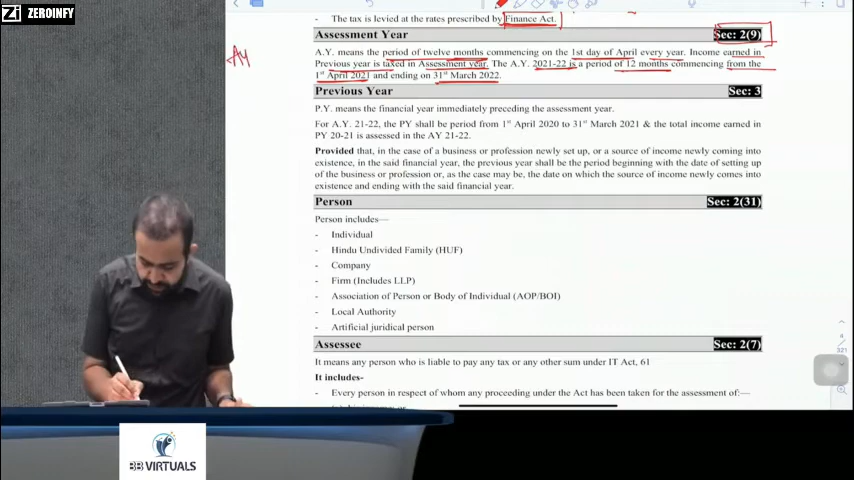 Zi ZEROINFY
- The tax is levied at the rates prescribed by Finance Act.
Assessment Year Sec: 2(9)
AY
A.Y. means the period of twelve months commencing on the 1st day of April every year. Income earned in
Previous year is taxed in Assessment year. The A.Y. 2021-22 is a period of 12 months commencing from the
1st April 2021 and ending on 31st March 2022.
Previous Year Sec: 3
P.Y. means the financial year immediately preceding the assessment year.
For A.Y. 21-22, the PY shall be period from 1st April 2020 to 31st March 2021 & the total income earned in
PY 20-21 is assessed in the AY 21-22.
Provided that, in the case of a business or profession newly set up, or a source of income newly coming into
existence, in the said financial year, the previous year shall be the period beginning with the date of setting up
of the business or profession or, as the case may be, the date on which the source of income newly comes into
existence and ending with the said financial year.
Person Sec: 2(31)
Person includes—
- Individual
- Hindu Undivided Family (HUF)
- Company
- Firm (Includes LLP)
- Association of Person or Body of Individual (AOP/BOI)
- Local Authority
- Artificial juridical person
Assessee Sec: 2(7)
It means any person who is liable to pay any tax or any other sum under IT Act, 61
It includes-
- Every person in respect of whom any proceeding under the Act has been taken for the assessment of:—
4
321
BB VIRTUALS